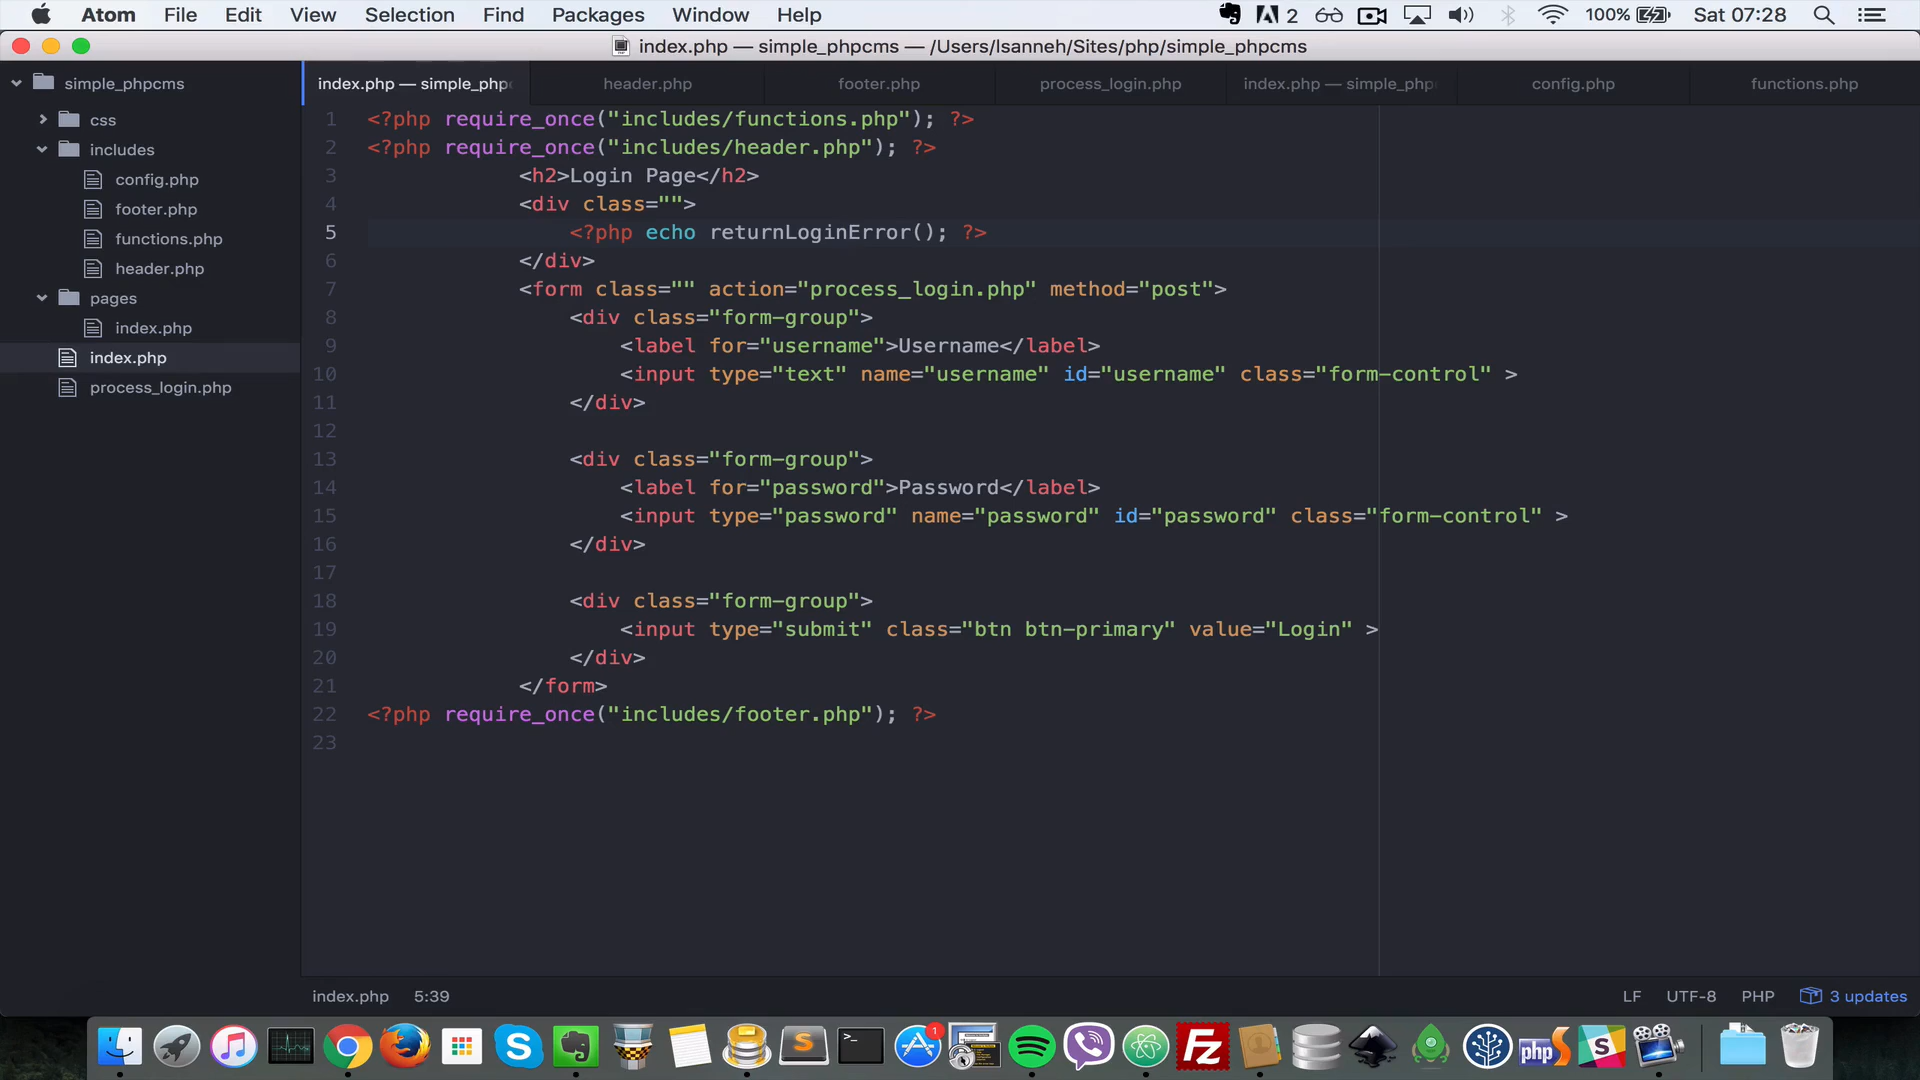 Atom File Edit View Selection Find Packages Window Help 2 100% Sat 07:28
index.php — simple_phpcms — /Users/lsanneh/Sites/php/simple_phpcms
simple_phpcms
css
includes
config.php
footer.php
functions.php
header.php
pages
index.php
index.php
process_login.php
index.php — simple_phpc header.php footer.php process_login.php index.php — simple_phpc config.php functions.php
1 <?php require_once("includes/functions.php"); ?>
2 <?php require_once("includes/header.php"); ?>
3 <h2>Login Page</h2>
4 <div class="">
5 <?php echo returnLoginError(); ?>
6 </div>
7 <form class="" action="process_login.php" method="post">
8 <div class="form-group">
9 <label for="username">Username</label>
10 <input type="text" name="username" id="username" class="form-control" >
11 </div>
12
13 <div class="form-group">
14 <label for="password">Password</label>
15 <input type="password" name="password" id="password" class="form-control" >
16 </div>
17
18 <div class="form-group">
19 <input type="submit" class="btn btn-primary" value="Login" >
20 </div>
21 </form>
22 <?php require_once("includes/footer.php"); ?>
23
index.php 5:39 LF UTF-8 PHP 3 updates
1
php